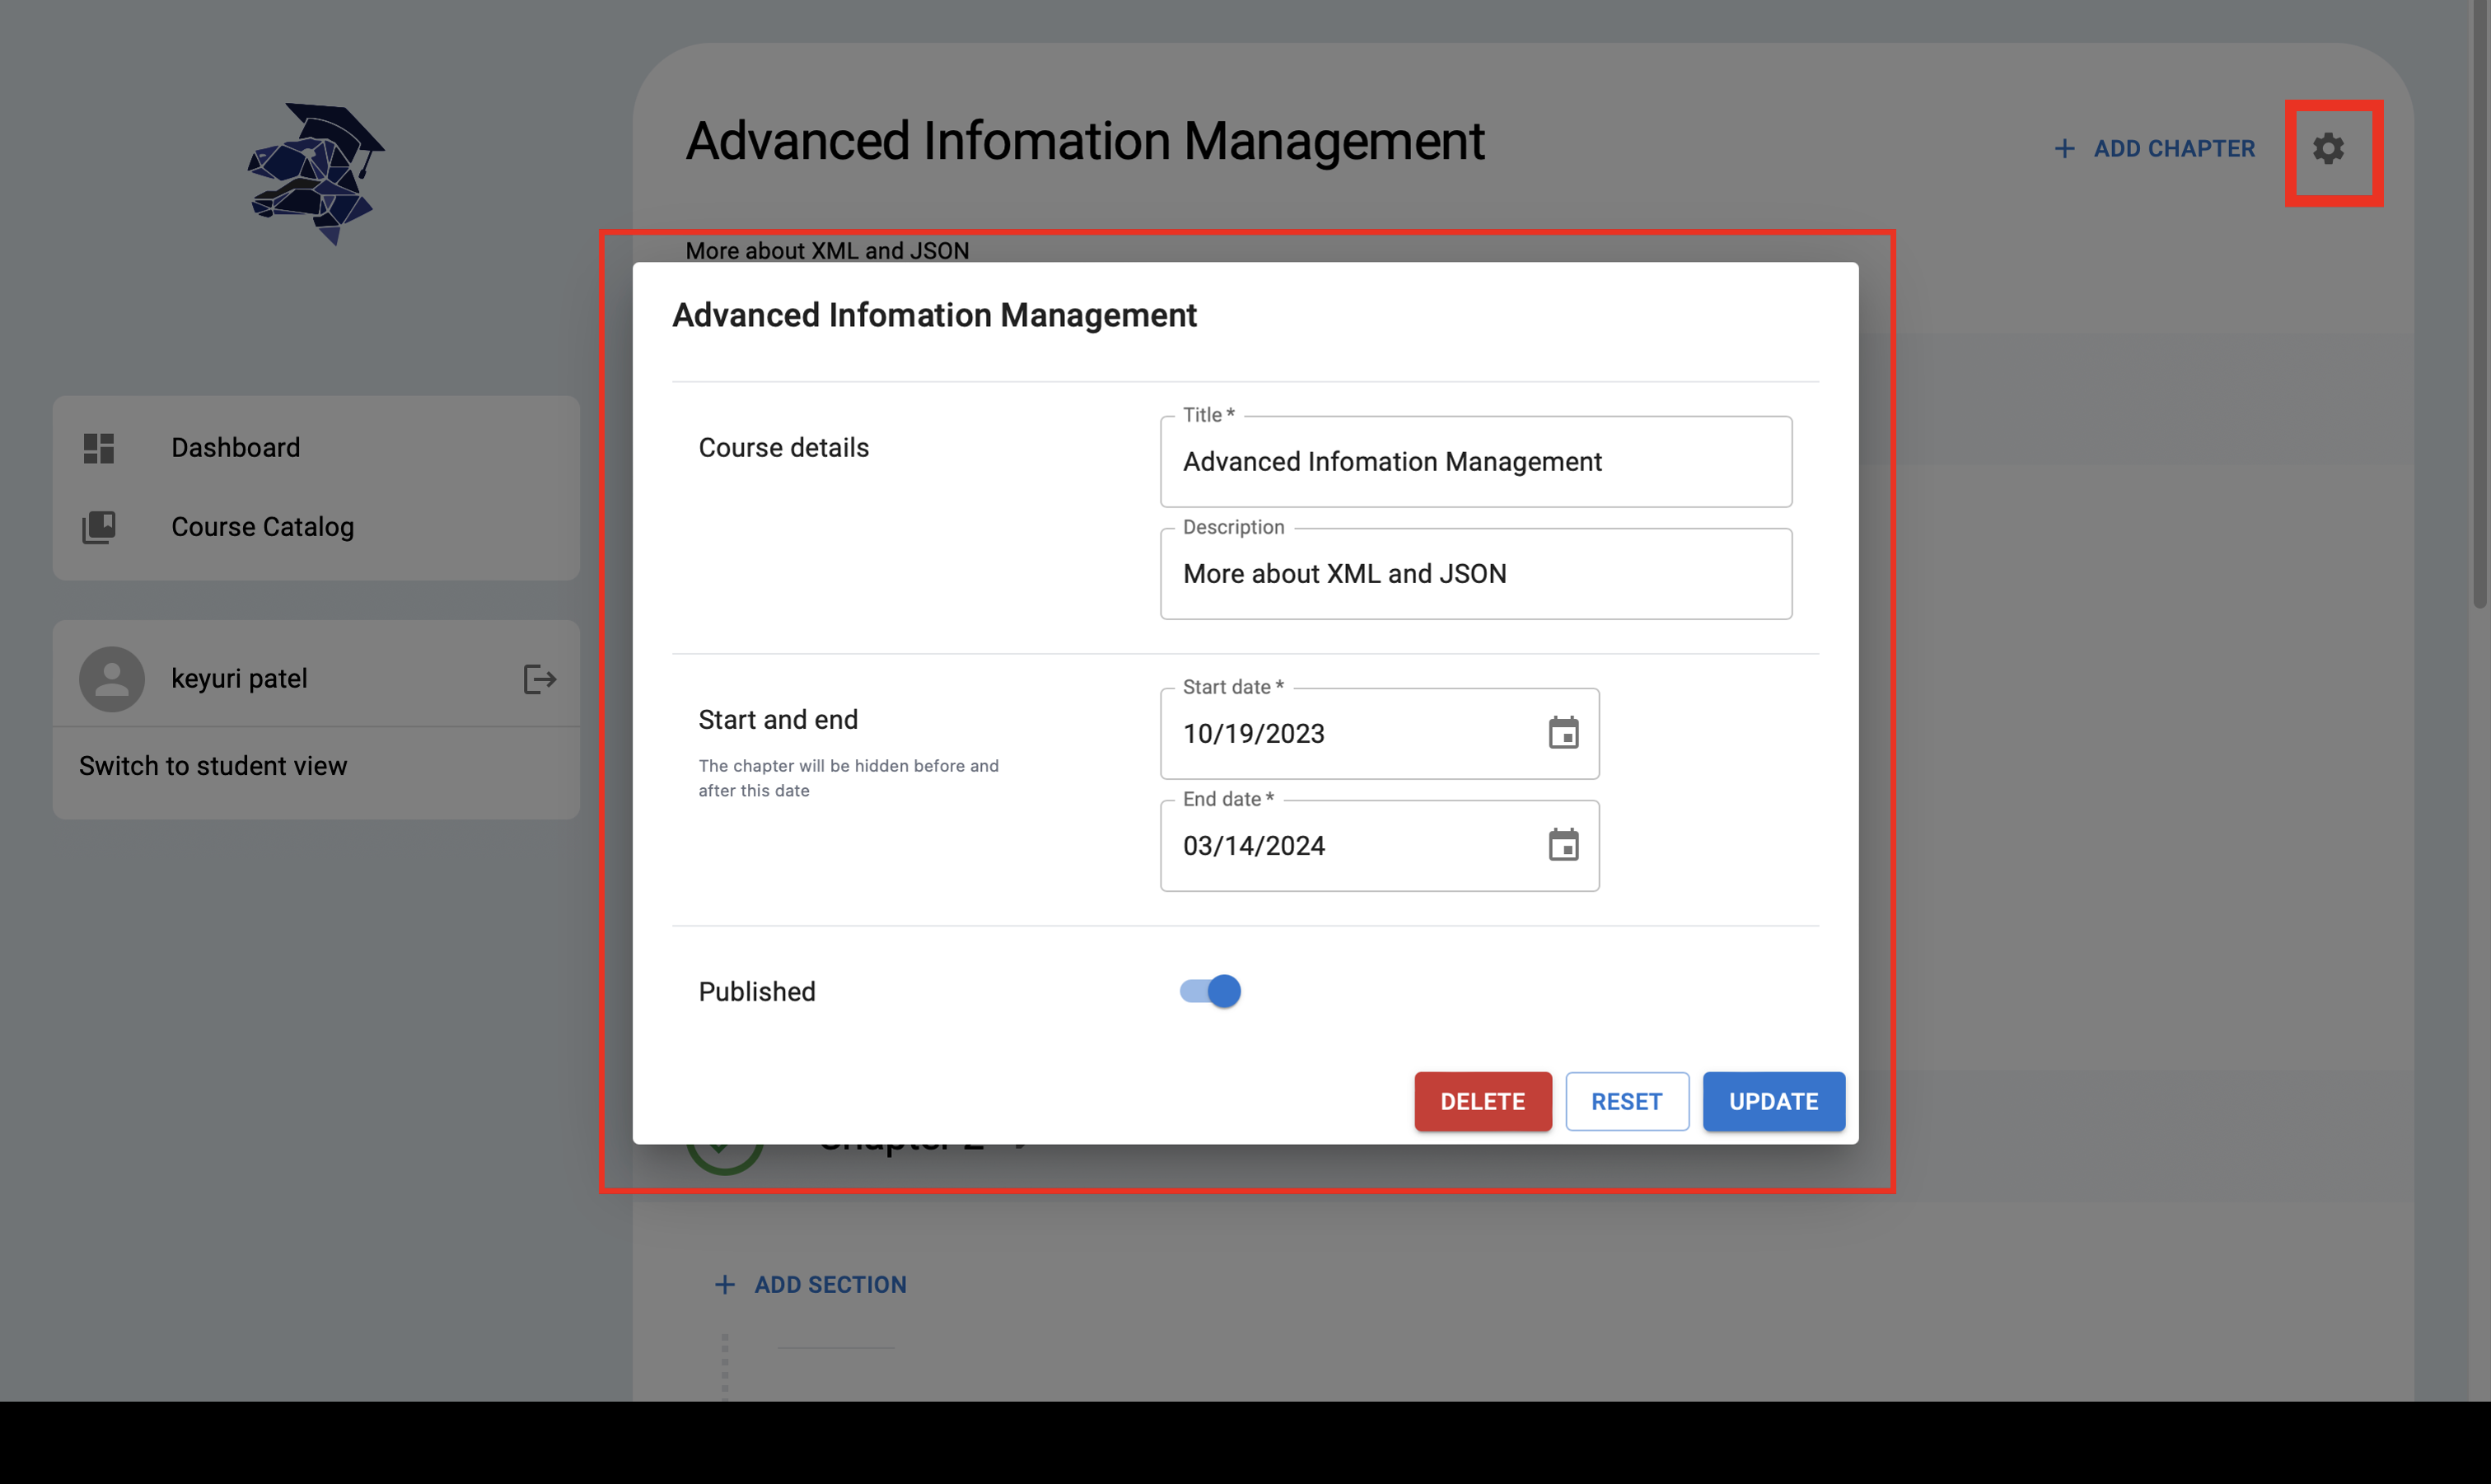 Advanced Infomation Management
ADD CHAPTER
More about XML and JSON
Advanced Infomation Management
Course details
Title *
Advanced Infomation Management
Description
More about XML and JSON
Dashboard
Course Catalog
keyuri patel
Switch to student view
Start and end
The chapter will be hidden before and
after this date
Start date *
10/19/2023
End date *
03/14/2024
Published
DELETE
RESET
UPDATE
Chapter 2
ADD SECTION